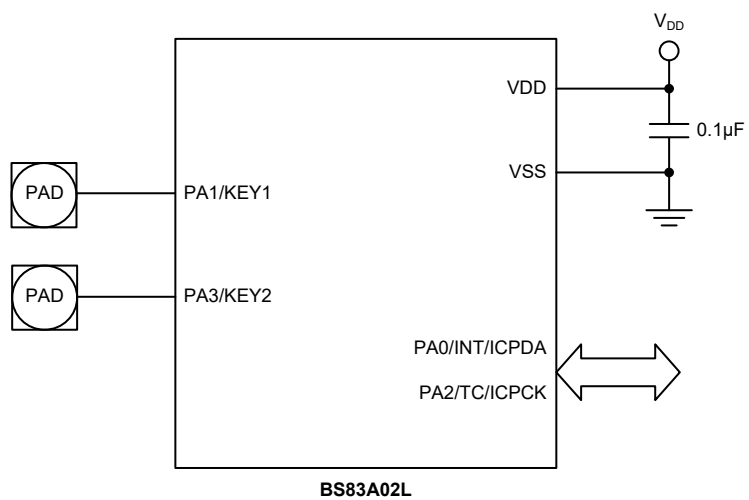 VDD
VDD
0.1µF
VSS
PAD
PA1/KEY1
PAD
PA3/KEY2
PA0/INT/ICPDA
PA2/TC/ICPCK
BS83A02L